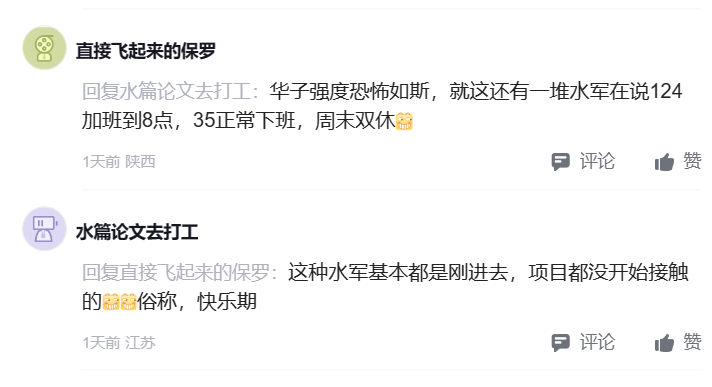 直接飞起来的保罗
回复水篇论文去打工：华子强度恐怖如斯，就这还有一堆水军在说124
加班到8点，35正常下班，周末双休
1天前 陕西
评论 赞
水篇论文去打工
回复直接飞起来的保罗：这种水军基本都是刚进去，项目都没开始接触
的俗称，快乐期
1天前 江苏
评论 赞